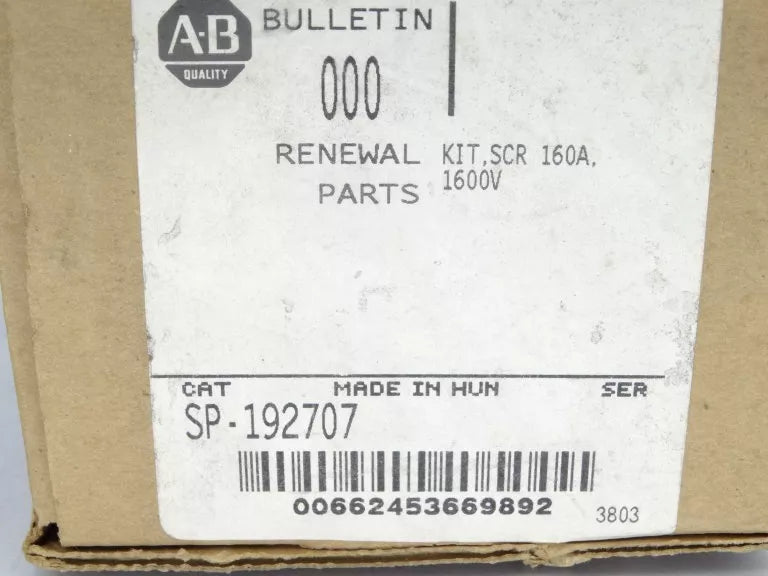 A-B
QUALITY
BULLETIN
000
RENEWAL PARTS
KIT,SCR 160A,
1600V
CAT MADE IN HUN SER
SP-192707
00662453669892
3803